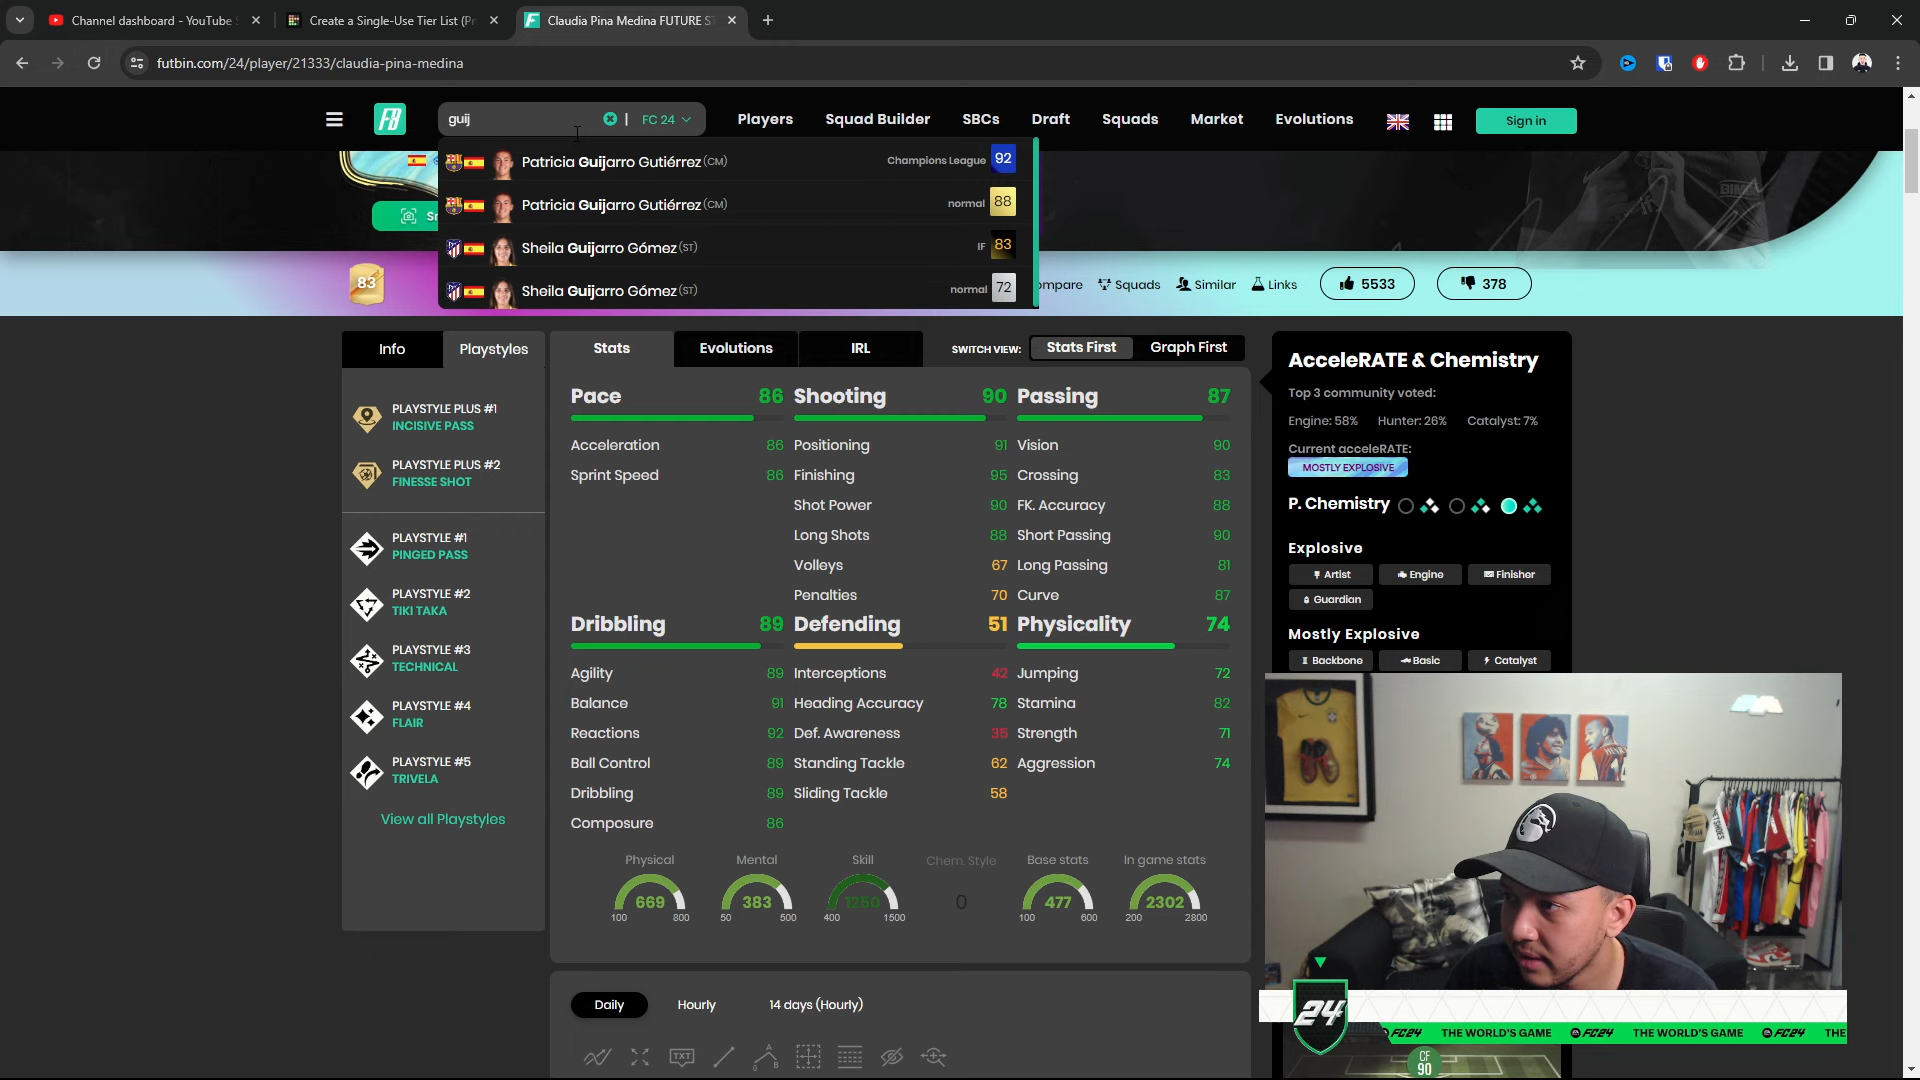 Channel dashboard - YouTube S
Create a Single-Use Tier List (Pr
Claudia Pina Medina FUTURE S
futbin.com/24/player/21333/claudia-pina-medina
guij
FC 24
Players
Squad Builder
SBCs
Draft
Squads
Market
Evolutions
Sign in
Patricia Guijarro Gutiérrez (CM)
Champions League 92
Patricia Guijarro Gutiérrez (CM)
normal 88
Sheila Guijarro Gómez (ST)
IF 83
Sheila Guijarro Gómez (ST)
normal 72
83
ompare
Squads
Similar
Links
5533
378
Info
Playstyles
Stats
Evolutions
IRL
SWITCH VIEW:
Stats First
Graph First
PLAYSTYLE PLUS #1
INCISIVE PASS
PLAYSTYLE PLUS #2
FINESSE SHOT
PLAYSTYLE #1
PINGED PASS
PLAYSTYLE #2
TIKI TAKA
PLAYSTYLE #3
TECHNICAL
PLAYSTYLE #4
FLAIR
PLAYSTYLE #5
TRIVELA
View all Playstyles
Pace 86
Acceleration 86
Sprint Speed 86
Shooting 90
Positioning 91
Finishing 95
Shot Power 90
Long Shots 88
Volleys 67
Penalties 70
Passing 87
Vision 90
Crossing 83
FK. Accuracy 88
Short Passing 90
Long Passing 81
Curve 87
Dribbling 89
Agility 89
Balance 91
Reactions 92
Ball Control 89
Dribbling 89
Composure 86
Defending 51
Interceptions 42
Heading Accuracy 78
Def. Awareness 35
Standing Tackle 62
Sliding Tackle 58
Physicality 74
Jumping 72
Stamina 82
Strength 71
Aggression 74
Physical
669
100 800
Mental
383
50 500
Skill
1250
400 1500
Chem. Style
0
Base stats
477
100 600
In game stats
2302
200 2800
AcceleRATE & Chemistry
Top 3 community voted:
Engine: 58% Hunter: 26% Catalyst: 7%
Current acceleRATE:
MOSTLY EXPLOSIVE
P. Chemistry
Explosive
Artist
Engine
Finisher
Guardian
Mostly Explosive
Backbone
Basic
Catalyst
Daily
Hourly
14 days (Hourly)
TXT
24
FC24 THE WORLD'S GAME FC24 THE WORLD'S GAME FC24 THE
CF
90